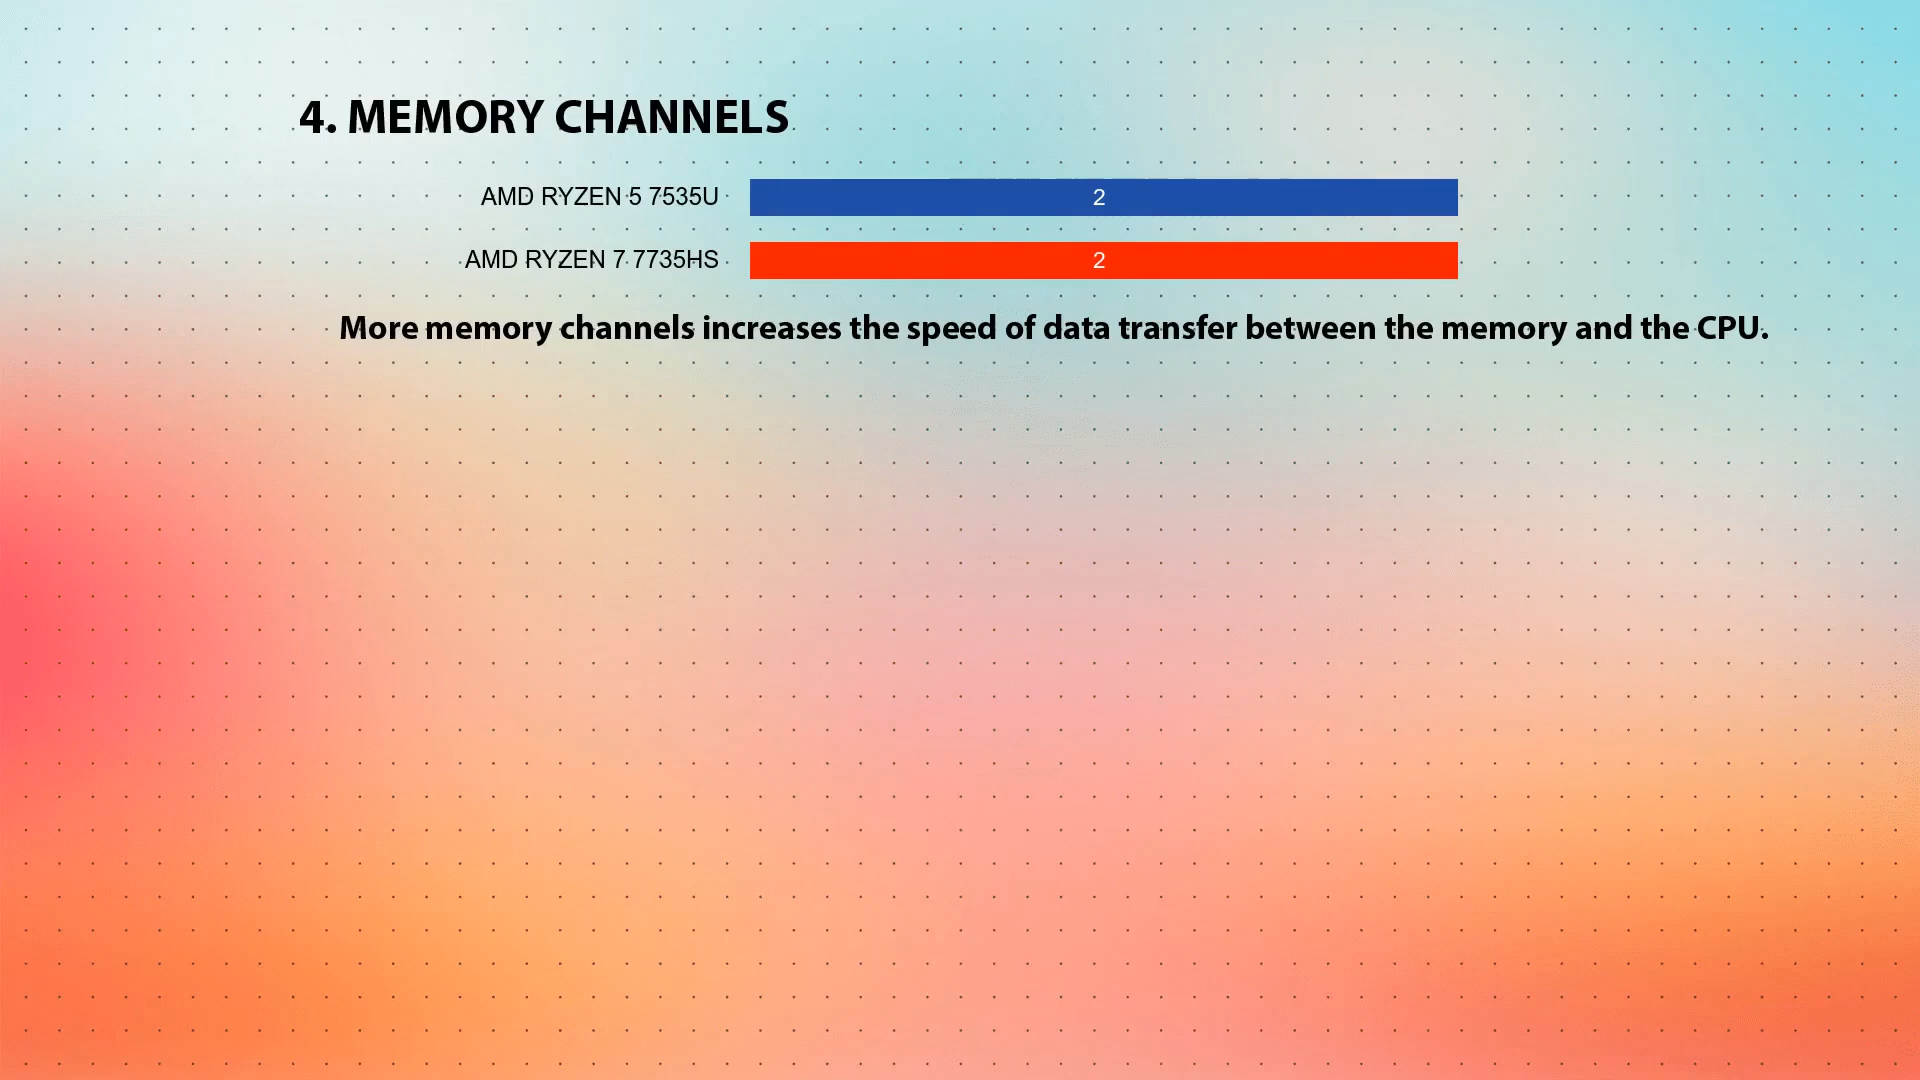 4. MEMORY CHANNELS
AMD RYZEN 5 7535U
2
AMD RYZEN 7 7735HS
2
More memory channels increases the speed of data transfer between the memory and the CPU.